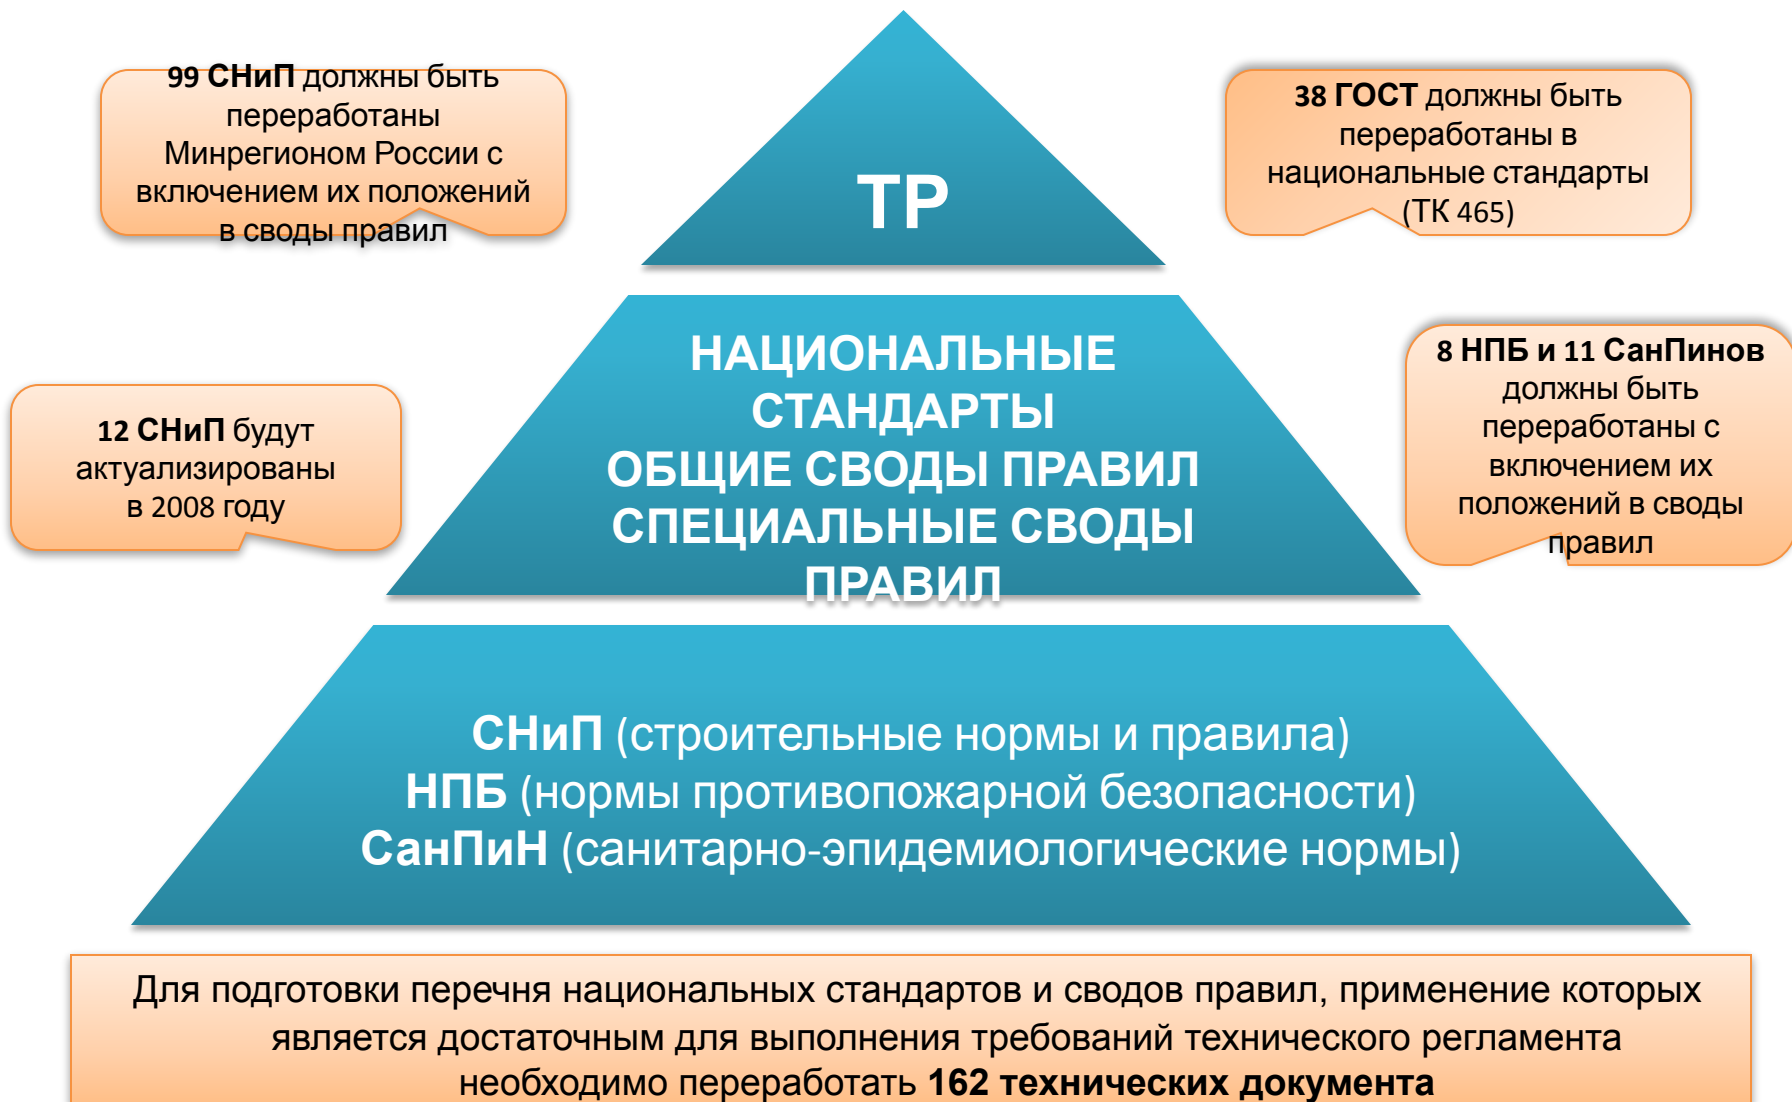 99 СНиП должны быть
переработаны
Минрегионом России с
включением их положений
в своды правил
38 ГОСТ должны быть
переработаны в
национальные стандарты
(ТК 465)
ТР
12 СНиП будут
актуализированы
в 2008 году
НАЦИОНАЛЬНЫЕ
СТАНДАРТЫ
ОБЩИЕ СВОДЫ ПРАВИЛ
СПЕЦИАЛЬНЫЕ СВОДЫ
ПРАВИЛ
8 НПБ и 11 СанПинов
должны быть
переработаны с
включением их
положений в своды
правил
СНиП (строительные нормы и правила)
НПБ (нормы противопожарной безопасности)
СанПиН (санитарно-эпидемиологические нормы)
Для подготовки перечня национальных стандартов и сводов правил, применение которых
является достаточным для выполнения требований технического регламента
необходимо переработать 162 технических документа